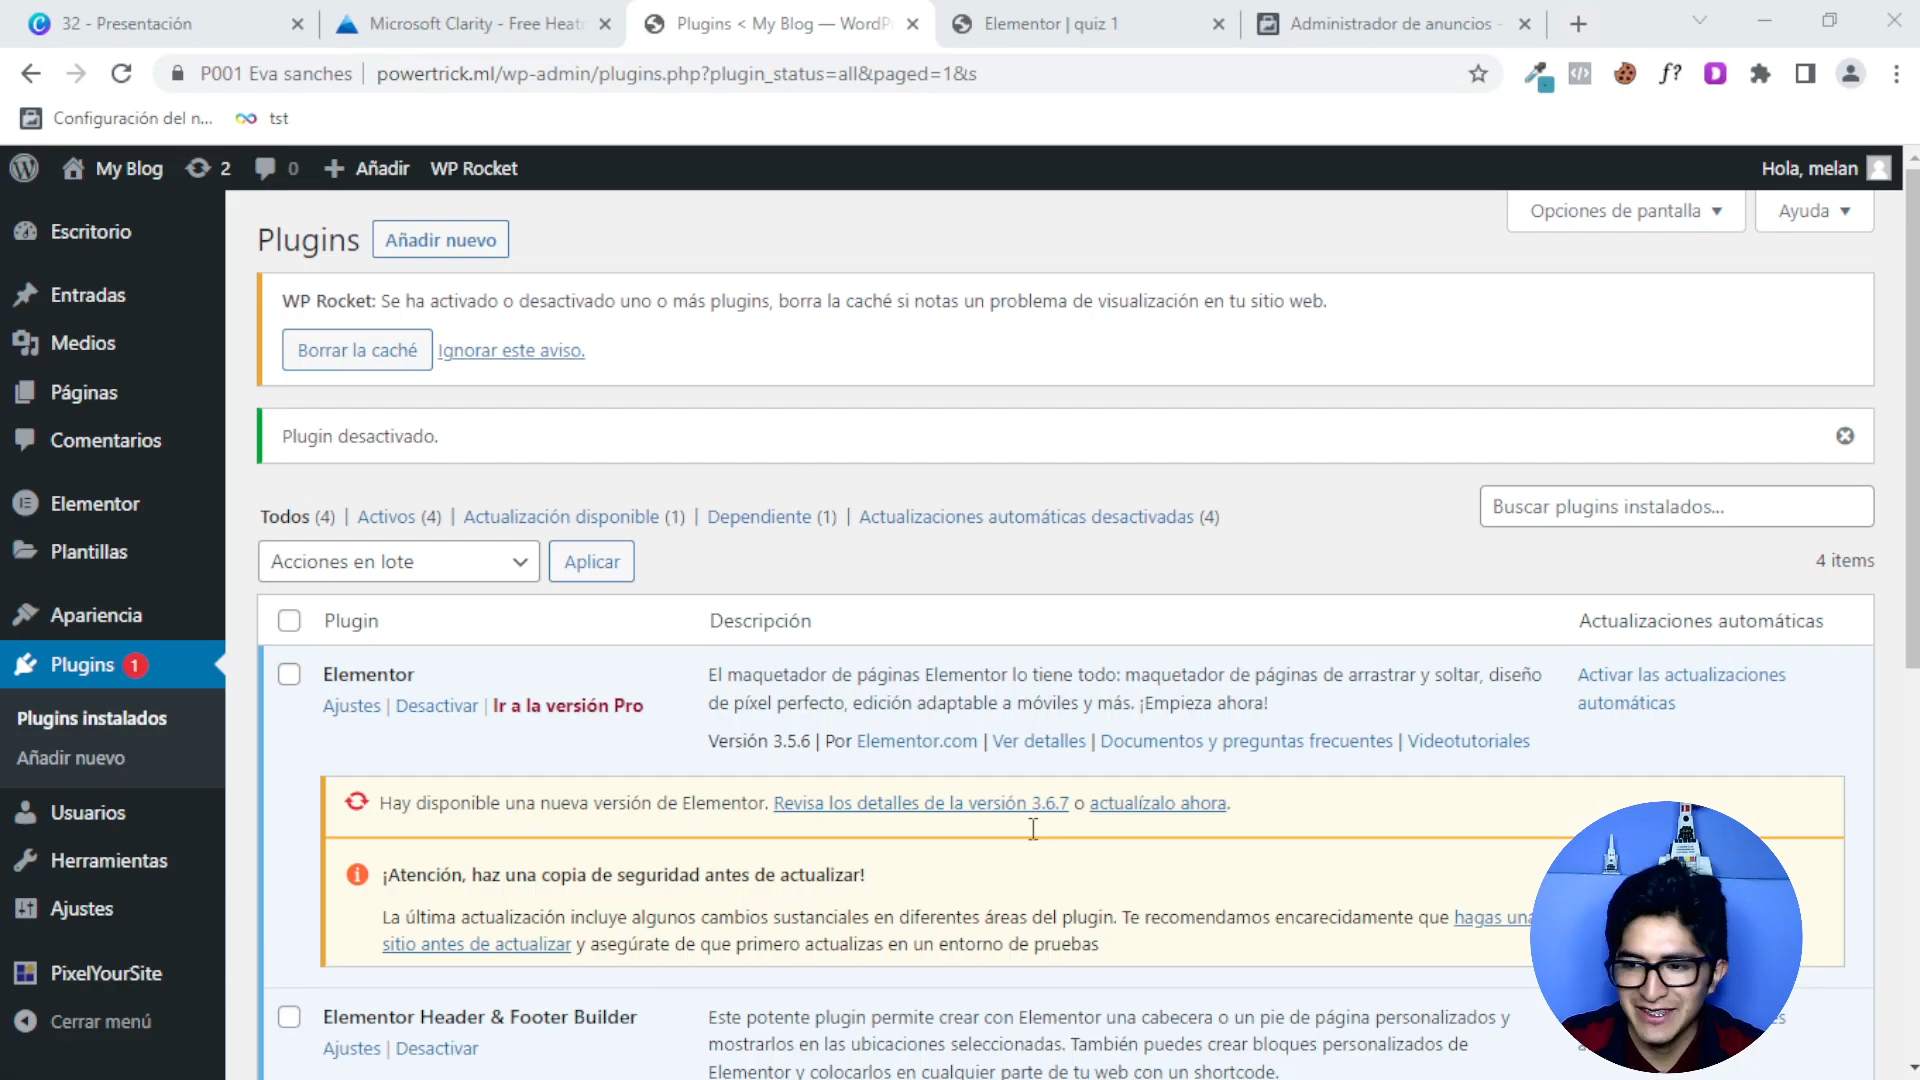 32 - Presentación
Microsoft Clarity - Free Heatm
Plugins < My Blog — WordPr
Elementor | quiz 1
Administrador de anuncios -
P001 Eva sanches
powertrick.ml/wp-admin/plugins.php?plugin_status=all&paged=1&s
f?
Configuración del n...
tst
My Blog
2
0
Añadir
WP Rocket
Hola, melan
Escritorio
Entradas
Medios
Páginas
Comentarios
Elementor
Plantillas
Apariencia
Plugins 1
Plugins instalados
Añadir nuevo
Usuarios
Herramientas
Ajustes
PixelYourSite
Cerrar menú
Opciones de pantalla
Ayuda
Plugins
Añadir nuevo
WP Rocket: Se ha activado o desactivado uno o más plugins, borra la caché si notas un problema de visualización en tu sitio web.
Borrar la caché
Ignorar este aviso.
Plugin desactivado.
Todos (4) | Activos (4) | Actualización disponible (1) | Dependiente (1) | Actualizaciones automáticas desactivadas (4)
Buscar plugins instalados...
Acciones en lote
Aplicar
4 items
Plugin
Descripción
Actualizaciones automáticas
Elementor
Ajustes | Desactivar | Ir a la versión Pro
El maquetador de páginas Elementor lo tiene todo: maquetador de páginas de arrastrar y soltar, diseño
de píxel perfecto, edición adaptable a móviles y más. ¡Empieza ahora!
Versión 3.5.6 | Por Elementor.com | Ver detalles | Documentos y preguntas frecuentes | Videotutoriales
Activar las actualizaciones
automáticas
Hay disponible una nueva versión de Elementor. Revisa los detalles de la versión 3.6.7 o actualízalo ahora.
¡Atención, haz una copia de seguridad antes de actualizar!
La última actualización incluye algunos cambios sustanciales en diferentes áreas del plugin. Te recomendamos encarecidamente que hagas una
sitio antes de actualizar y asegúrate de que primero actualizas en un entorno de pruebas
Elementor Header & Footer Builder
Ajustes | Desactivar
Este potente plugin permite crear con Elementor una cabecera o un pie de página personalizados y
mostrarlos en las ubicaciones seleccionadas. También puedes crear bloques personalizados de
Elementor y colocarlos en cualquier parte de tu web con un shortcode.